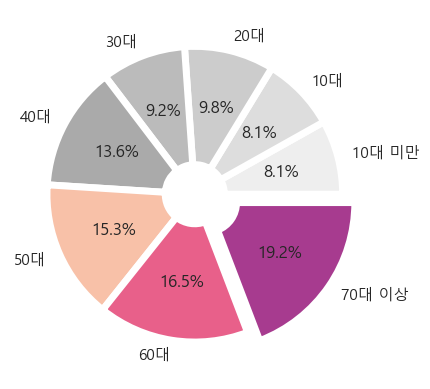 20대
30대
10대
9.8%
9.2%
40대
8.1%
13.6%
10대 미만
8.1%
15.3%
19.2%
50대
16.5%
70대 이상
60대